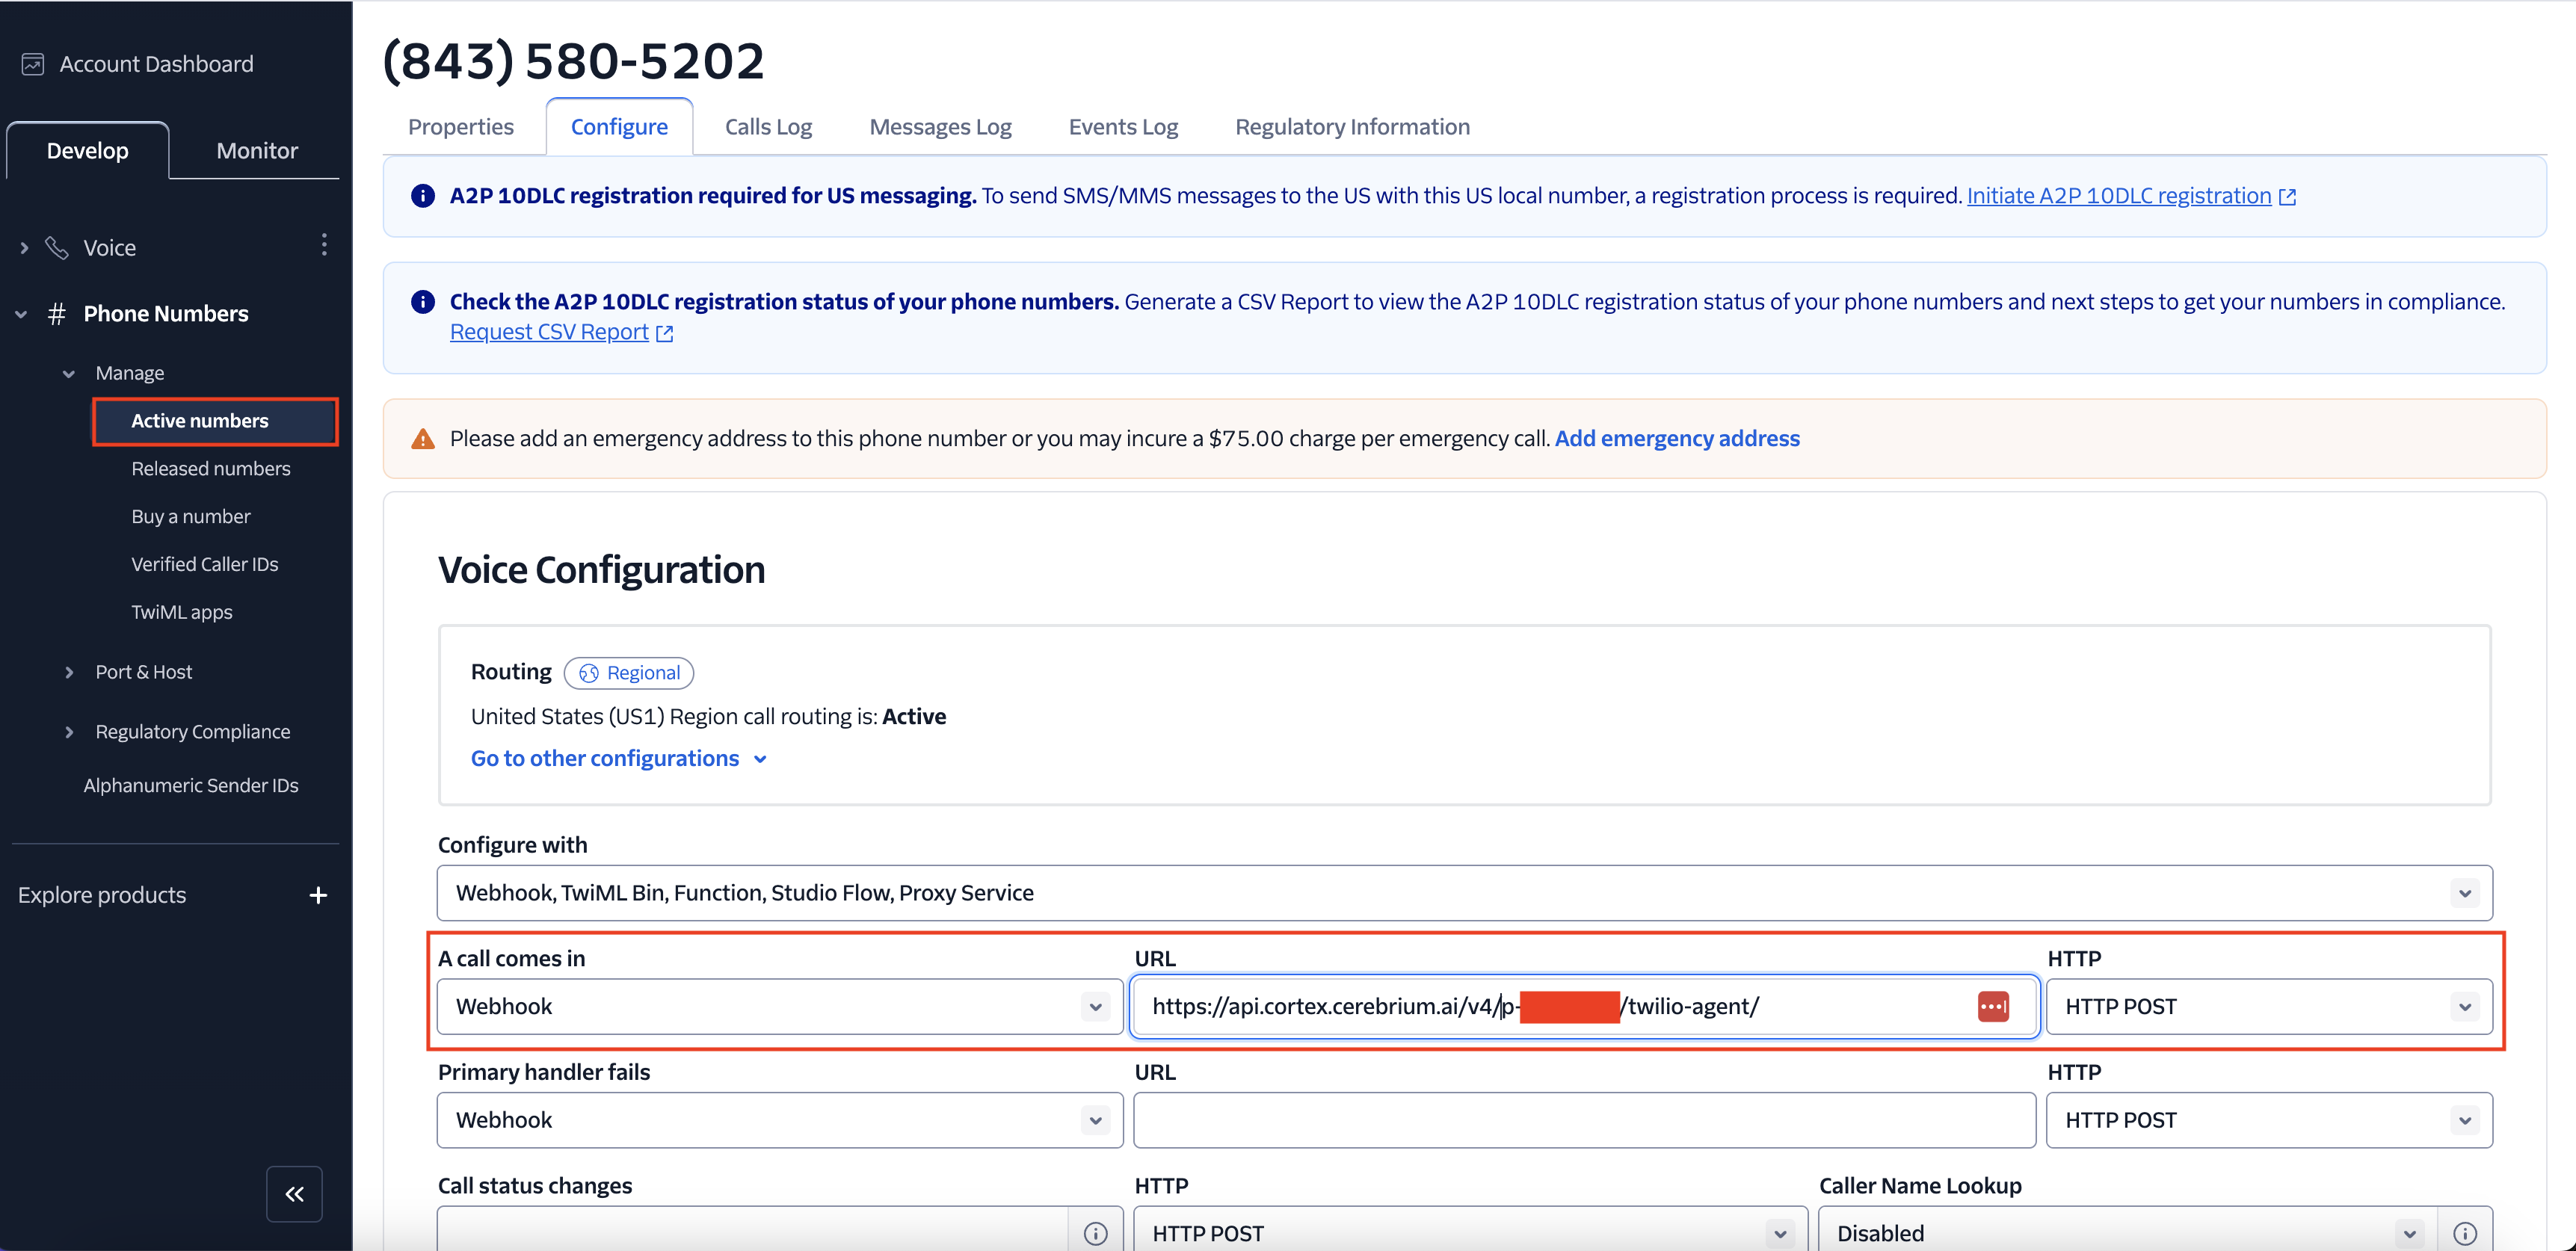 Account Dashboard
Develop
Monitor
Voice
# Phone Numbers
Manage
Active numbers
Released numbers
Buy a number
Verified Caller IDs
TwiML apps
Port & Host
Regulatory Compliance
Alphanumeric Sender IDs
Explore products +
(843) 580-5202
Properties Configure Calls Log Messages Log Events Log Regulatory Information
A2P 10DLC registration required for US messaging. To send SMS/MMS messages to the US with this US local number, a registration process is required. Initiate A2P 10DLC registration
Check the A2P 10DLC registration status of your phone numbers. Generate a CSV Report to view the A2P 10DLC registration status of your phone numbers and next steps to get your numbers in compliance.
Request CSV Report
Please add an emergency address to this phone number or you may incure a $75.00 charge per emergency call. Add emergency address
Voice Configuration
Routing Regional
United States (US1) Region call routing is: Active
Go to other configurations
Configure with
Webhook, TwiML Bin, Function, Studio Flow, Proxy Service
A call comes in URL HTTP
Webhook https://api.cortex.cerebrium.ai/v4/p- /twilio-agent/ HTTP POST
Primary handler fails URL HTTP
Webhook HTTP POST
Call status changes HTTP Caller Name Lookup
HTTP POST Disabled